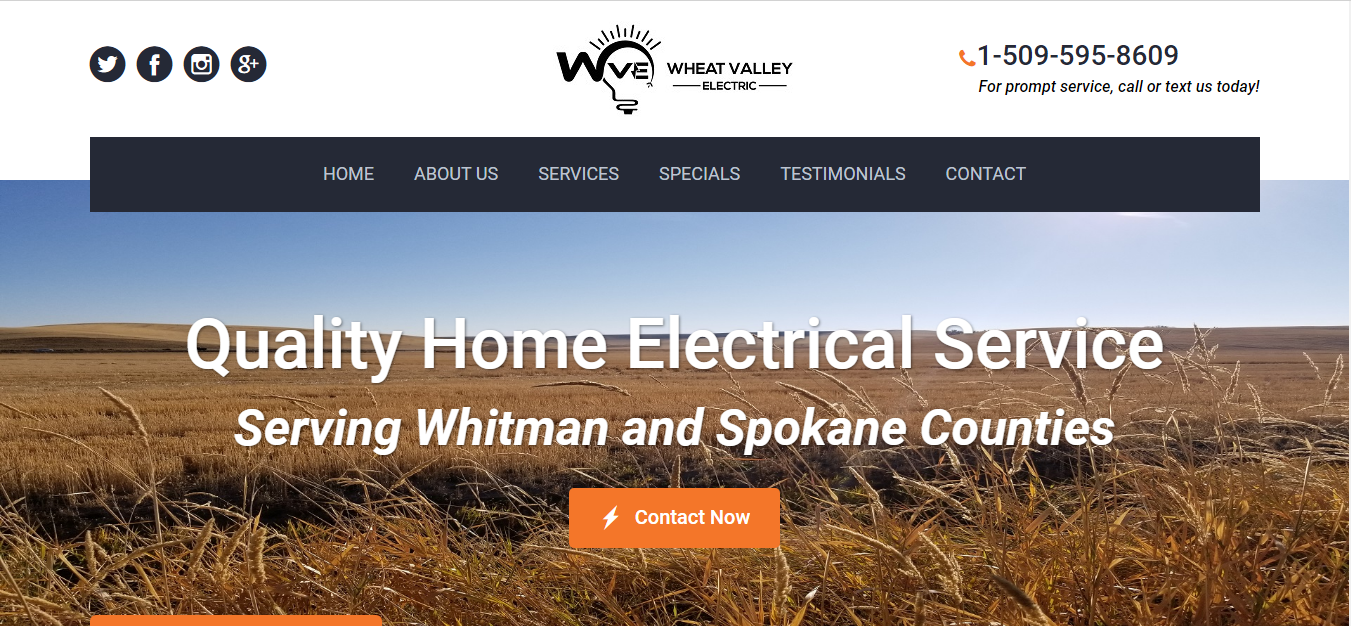 WVE
WHEAT VALLEY
ELECTRIC
1-509-595-8609
For prompt service, call or text us today!
HOME ABOUT US SERVICES SPECIALS TESTIMONIALS CONTACT
Quality Home Electrical Service
Serving Whitman and Spokane Counties
Contact Now